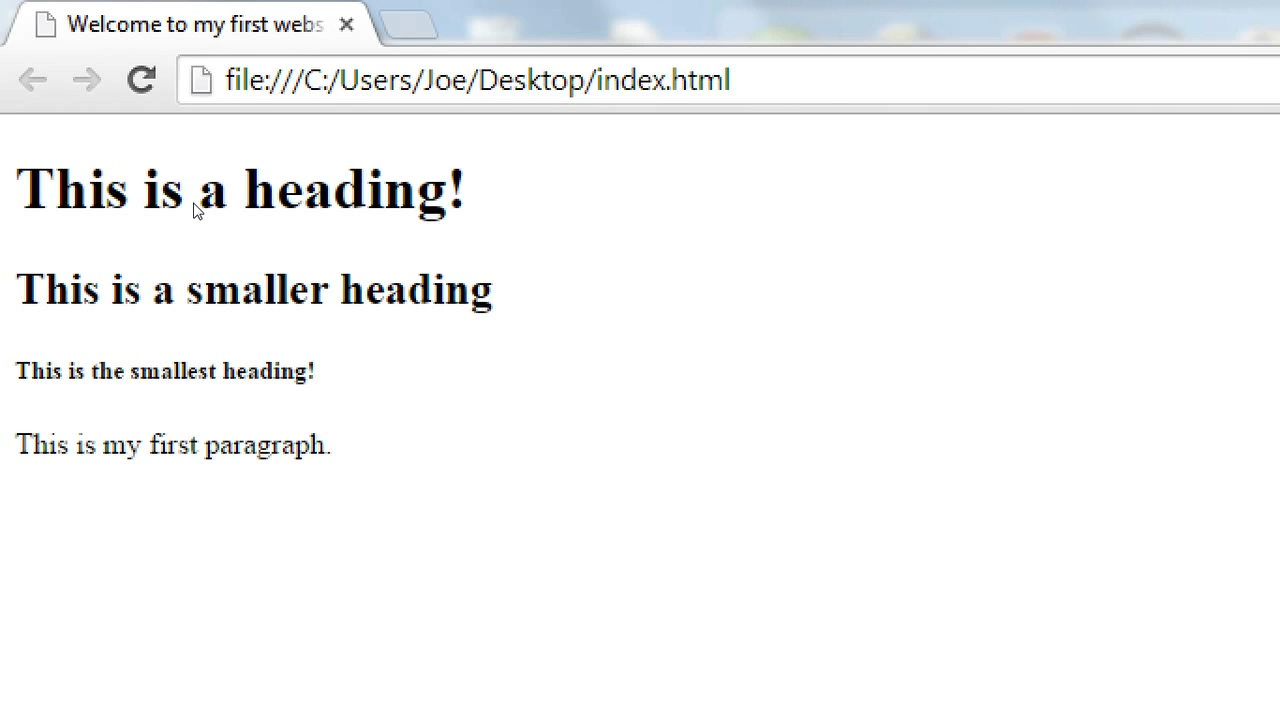 Welcome to my first webs
file:///C:/Users/Joe/Desktop/index.html
This is a heading!
This is a smaller heading
This is the smallest heading!
This is my first paragraph.